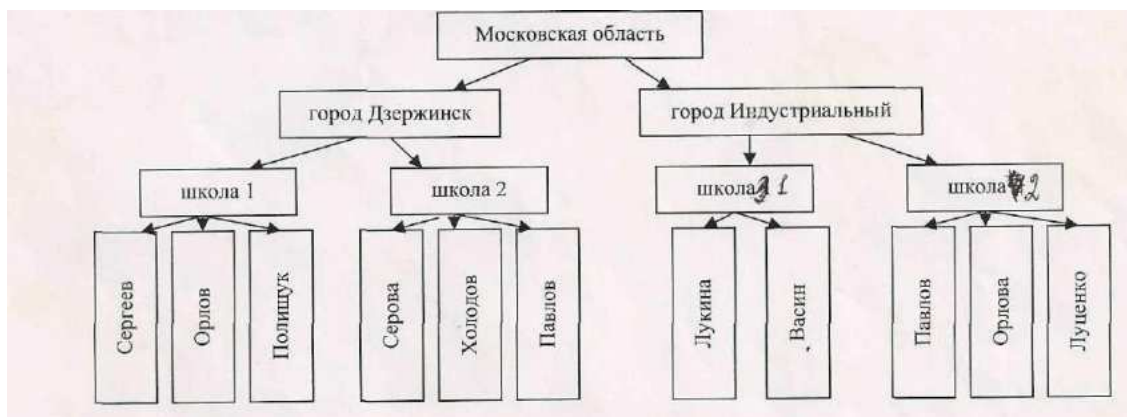 Московская область
город Дзержинск
город Индустриальный
школа 1
школа 2
школа 1
школа 2
Сергеев
Орлов
Полищук
Серова
Холодов
Павлов
Лукина
Васин
Павлов
Орлова
Луценко